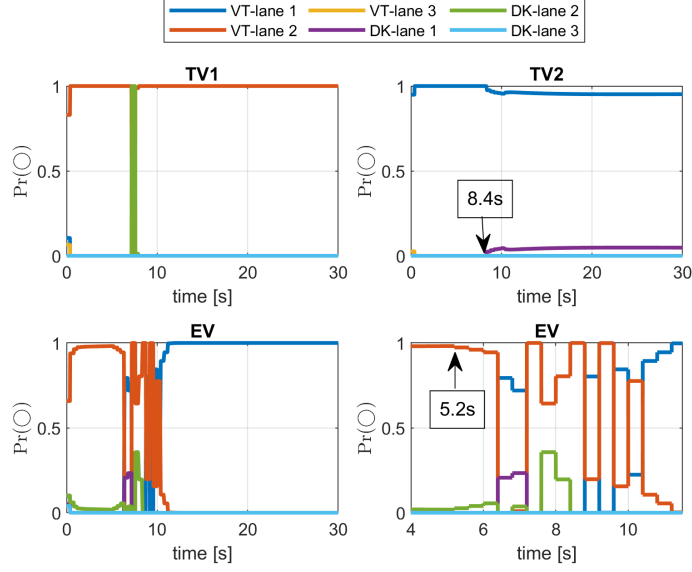 VT-lane 1 VT-lane 3 DK-lane 2
VT-lane 2 DK-lane 1 DK-lane 3
TV1
Pr(○)
1
0.5
0
0 10 20 30
time [s]
TV2
Pr(○)
1
0.5
0
8.4s
0 10 20 30
time [s]
EV
Pr(○)
1
0.5
0
0 10 20 30
time [s]
EV
Pr(○)
1
0.5
0
5.2s
4 6 8 10
time [s]